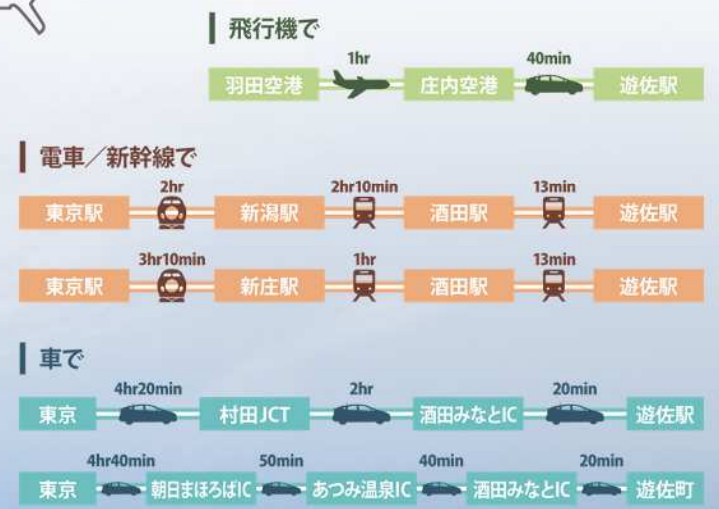 飛行機で
1hr 40min
羽田空港 庄内空港 遊佐駅
電車／新幹線で
2hr 2hr10min 13min
東京駅 新潟駅 酒田駅 遊佐駅
3hr10min 1hr 13min
東京駅 新庄駅 酒田駅 遊佐駅
車で
4hr20min 2hr 20min
東京 村田JCT 酒田みなとIC 遊佐駅
4hr40min 50min 40min 20min
東京 朝日まほろばIC あつみ温泉IC 酒田みなとIC 遊佐町